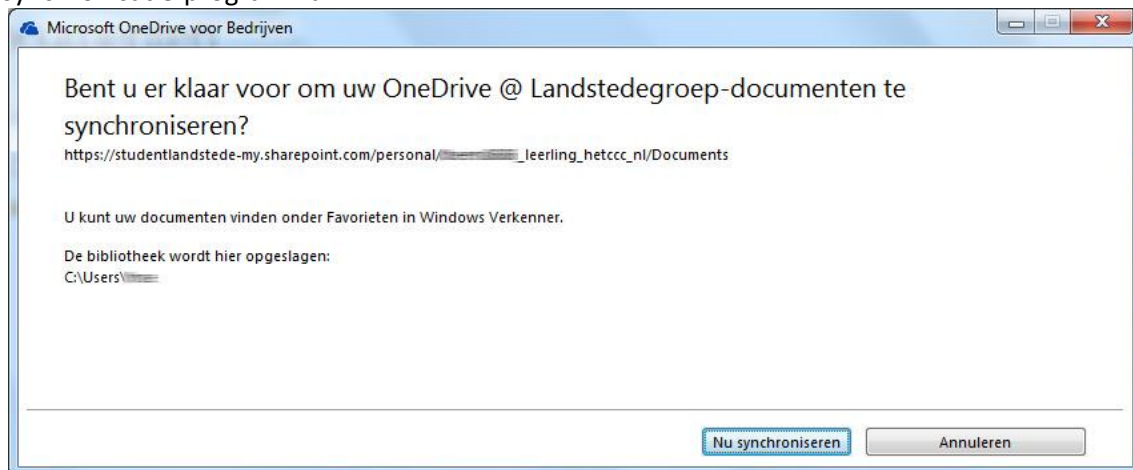 Microsoft OneDrive voor Bedrijven
Bent u er klaar voor om uw OneDrive @ Landstedegroep-documenten te
synchroniseren?
https://studentlandstede-my.sharepoint.com/personal/ _leerling_hetccc_nl/Documents
U kunt uw documenten vinden onder Favorieten in Windows Verkenner.
De bibliotheek wordt hier opgeslagen:
C:\Users\
Nu synchroniseren
Annuleren